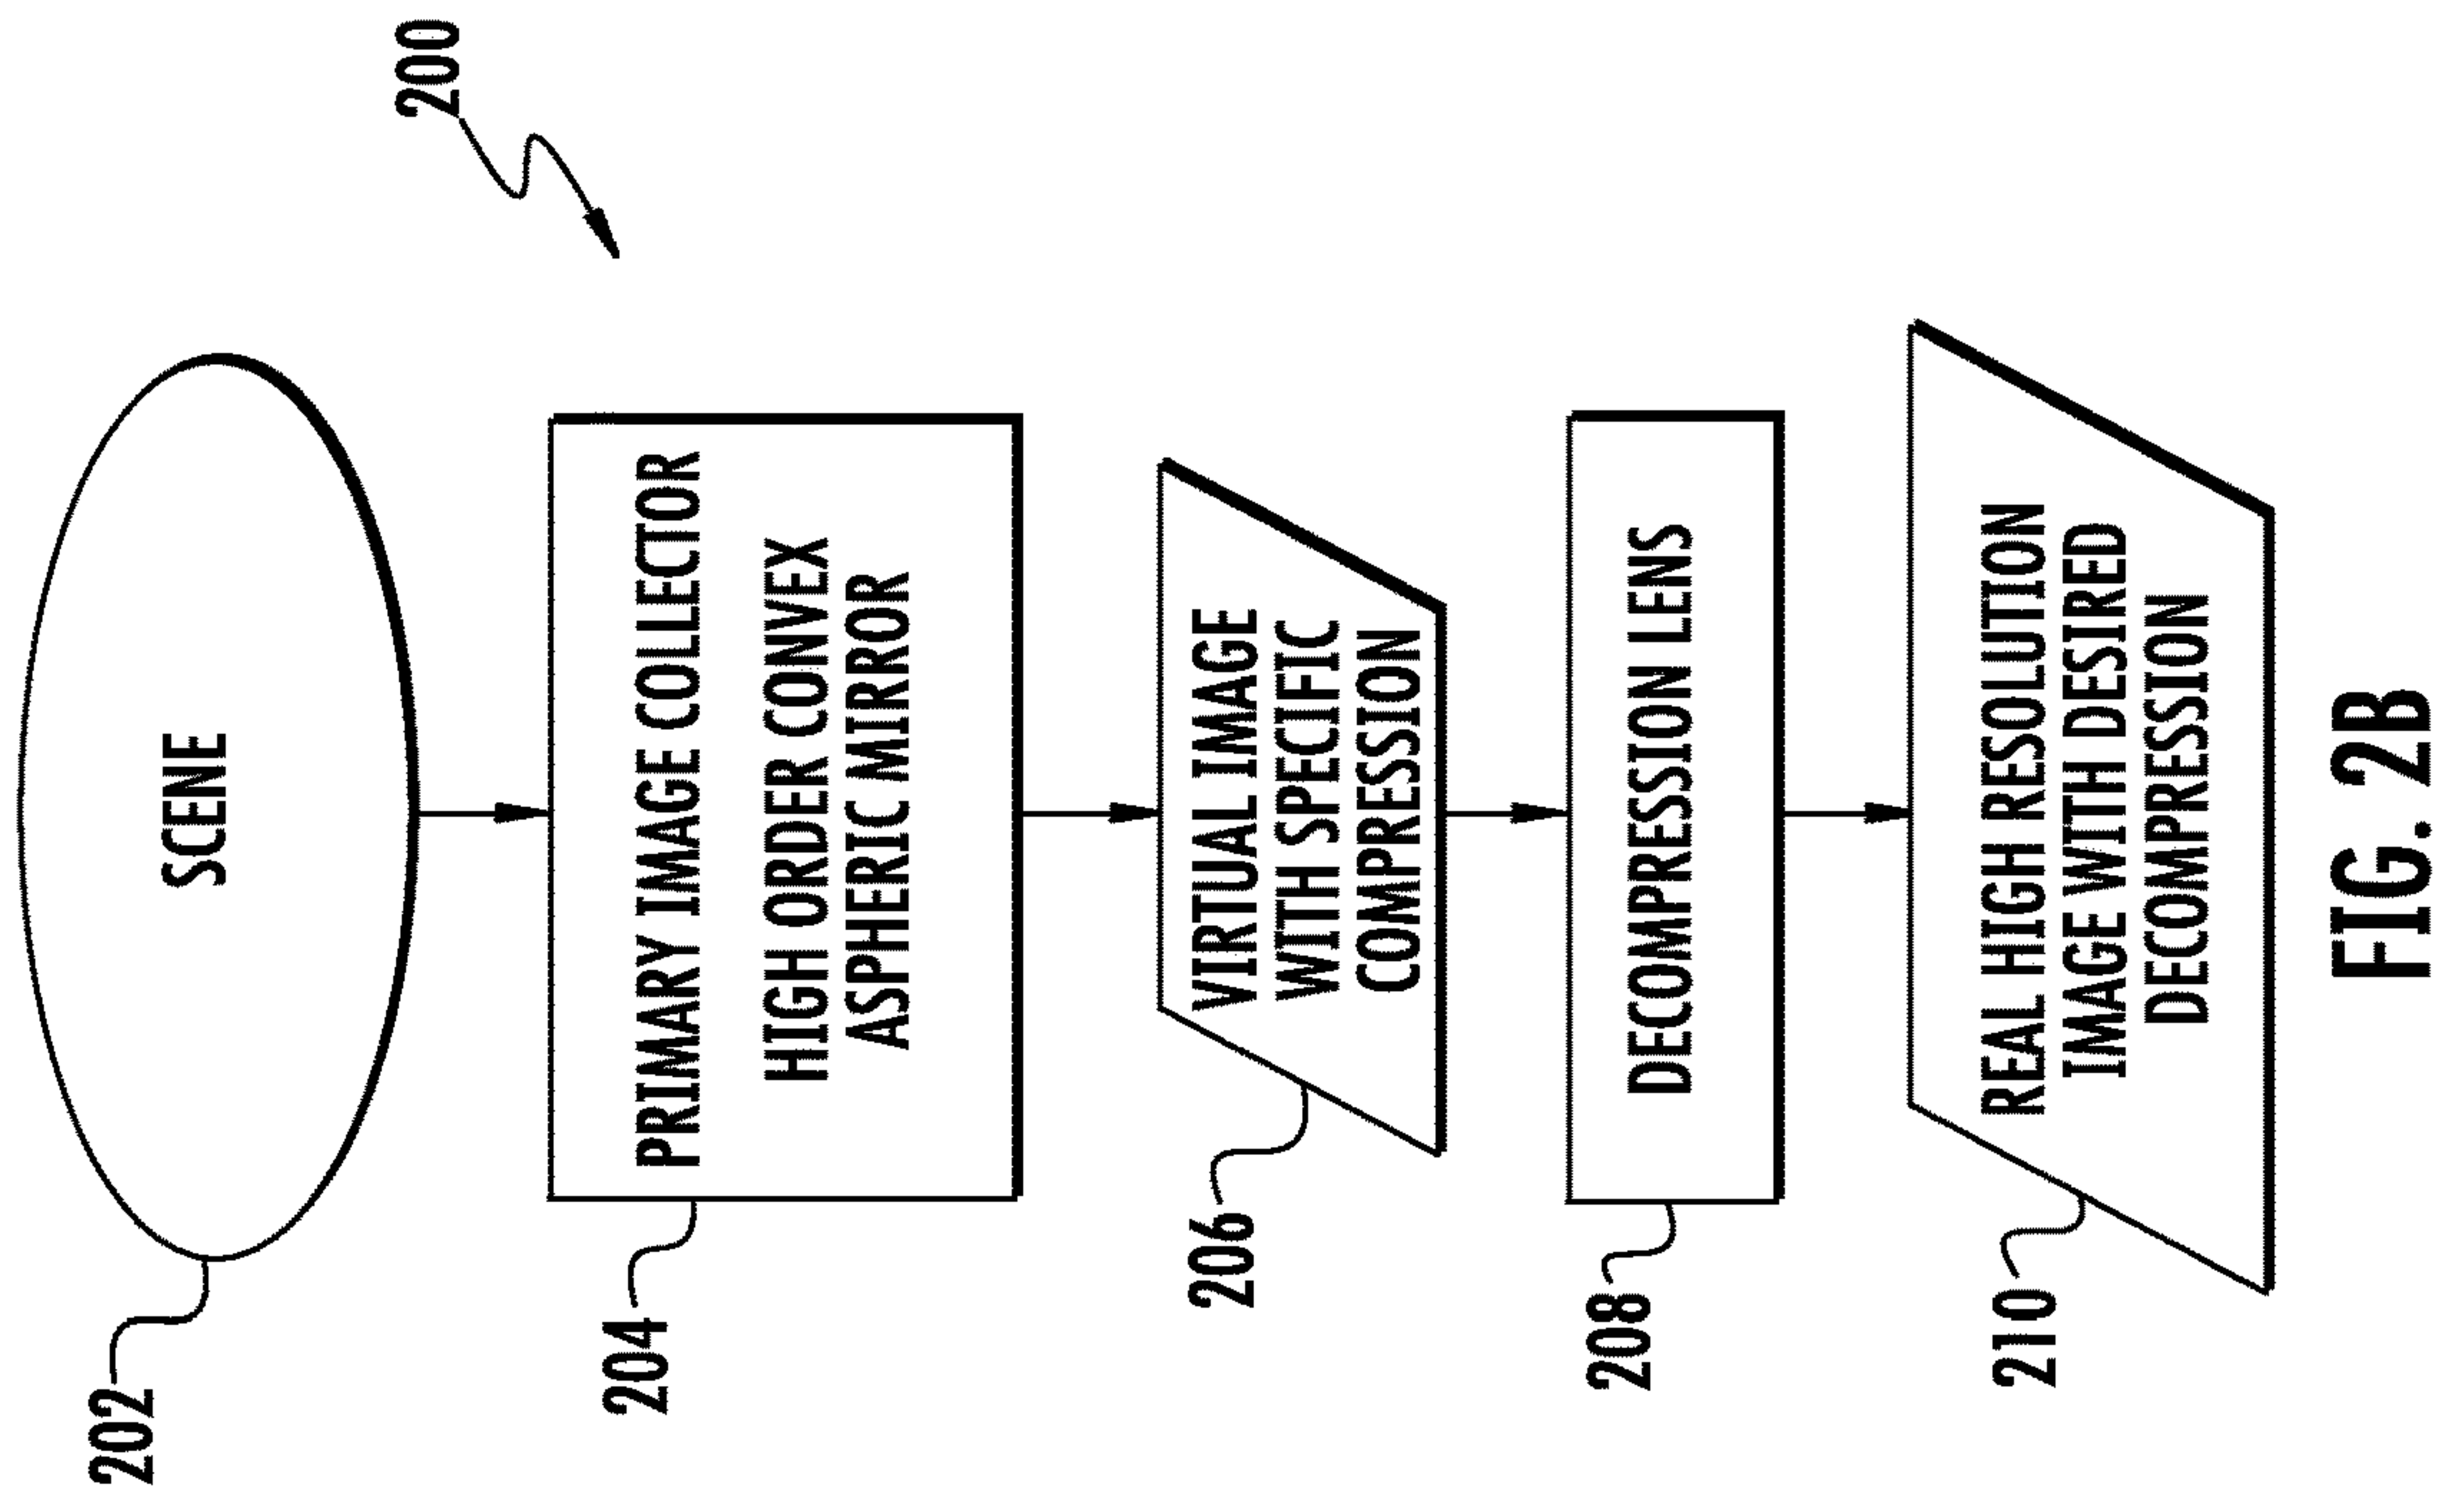 200
SCENE
202
PRIMARY IMAGE COLLECTOR
HIGH ORDER CONVEX
ASPHERIC MIRROR
204
VIRTUAL IMAGE
WITH SPECIFIC
COMPRESSION
206
DECOMPRESSION LENS
208
REAL HIGH RESOLUTION
IMAGE WITH DESIRED
DECOMPRESSION
210
FIG. 2B